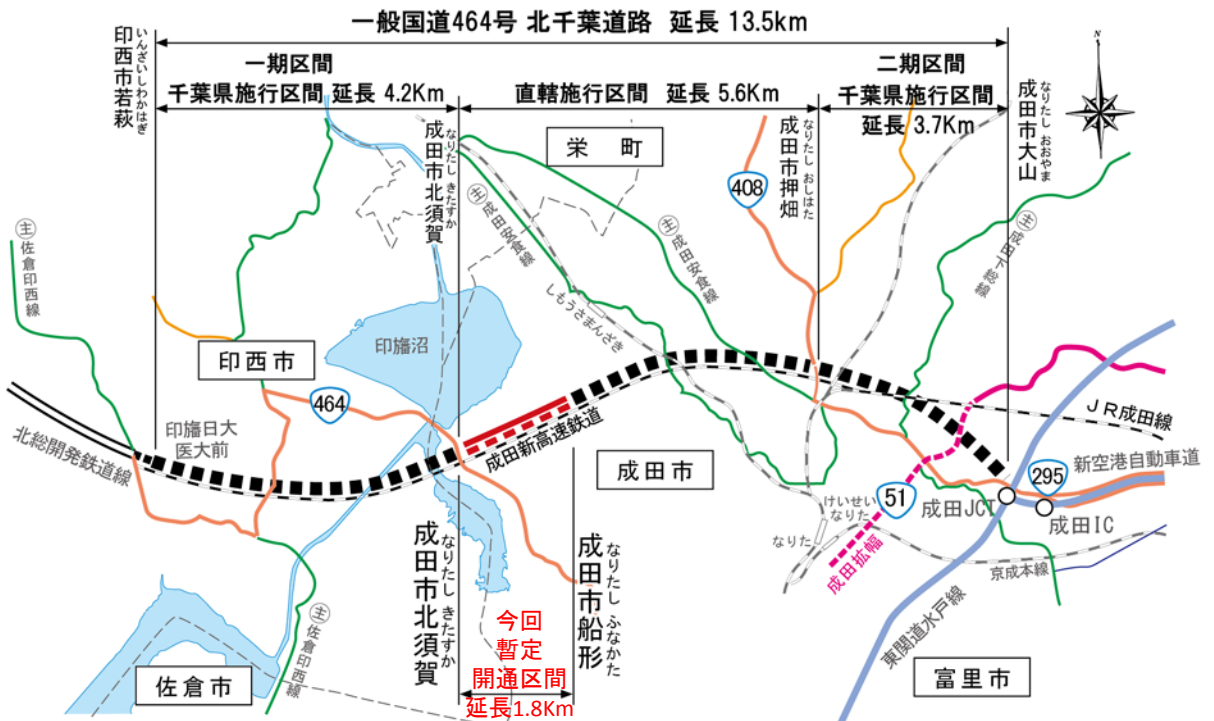 一般国道464号 北千葉道路 延長 13.5km
N
印西市若萩
いんざいしわかはぎ
一期区間
千葉県施行区間 延長 4.2Km
直轄施行区間 延長 5.6Km
二期区間
千葉県施行区間
延長 3.7Km
成田市北須賀
なりたし きたすか
栄町
成田市押畑
なりたし おしはた
成田市大山
なりたし おおやま
408
主 佐倉印西線
主 成田安食線
主 成田安食線
主 成田下総線
しもうさまんざき
印西市
印旛沼
464
印旛日大
医大前
北総開発鉄道線
成田新高速鉄道
成田市
JR成田線
新空港自動車道
295
51
成田JCT
成田IC
けいせい
なりた
なりた
成田拡幅
京成本線
東関道水戸線
成田市北須賀
なりたし きたすか
成田市船形
なりたし ふなかた
今回
暫定
開通区間
延長1.8Km
主 佐倉印西線
佐倉市
富里市